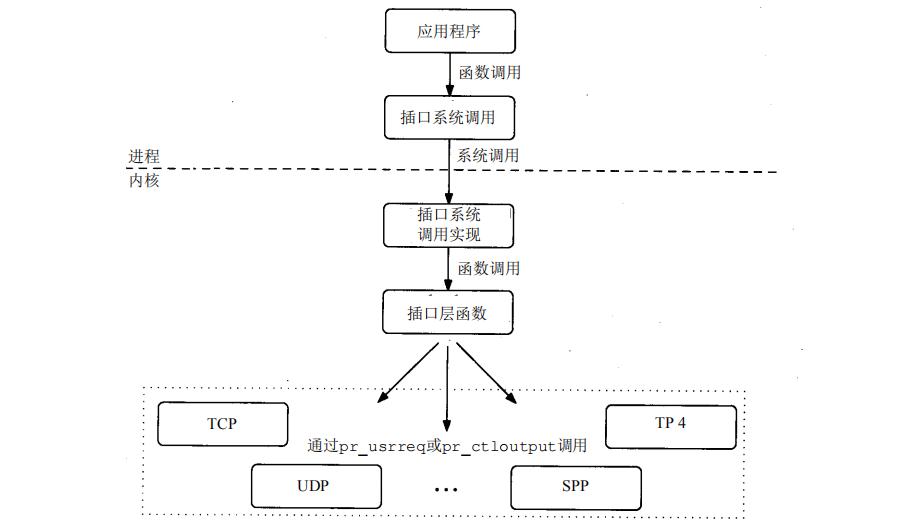 应用程序
函数调用
插口系统调用
进程
系统调用
内核
插口系统
调用实现
函数调用
插口层函数
TCP
TP 4
通过pr_usrreq或pr_ctloutput调用
UDP
...
SPP